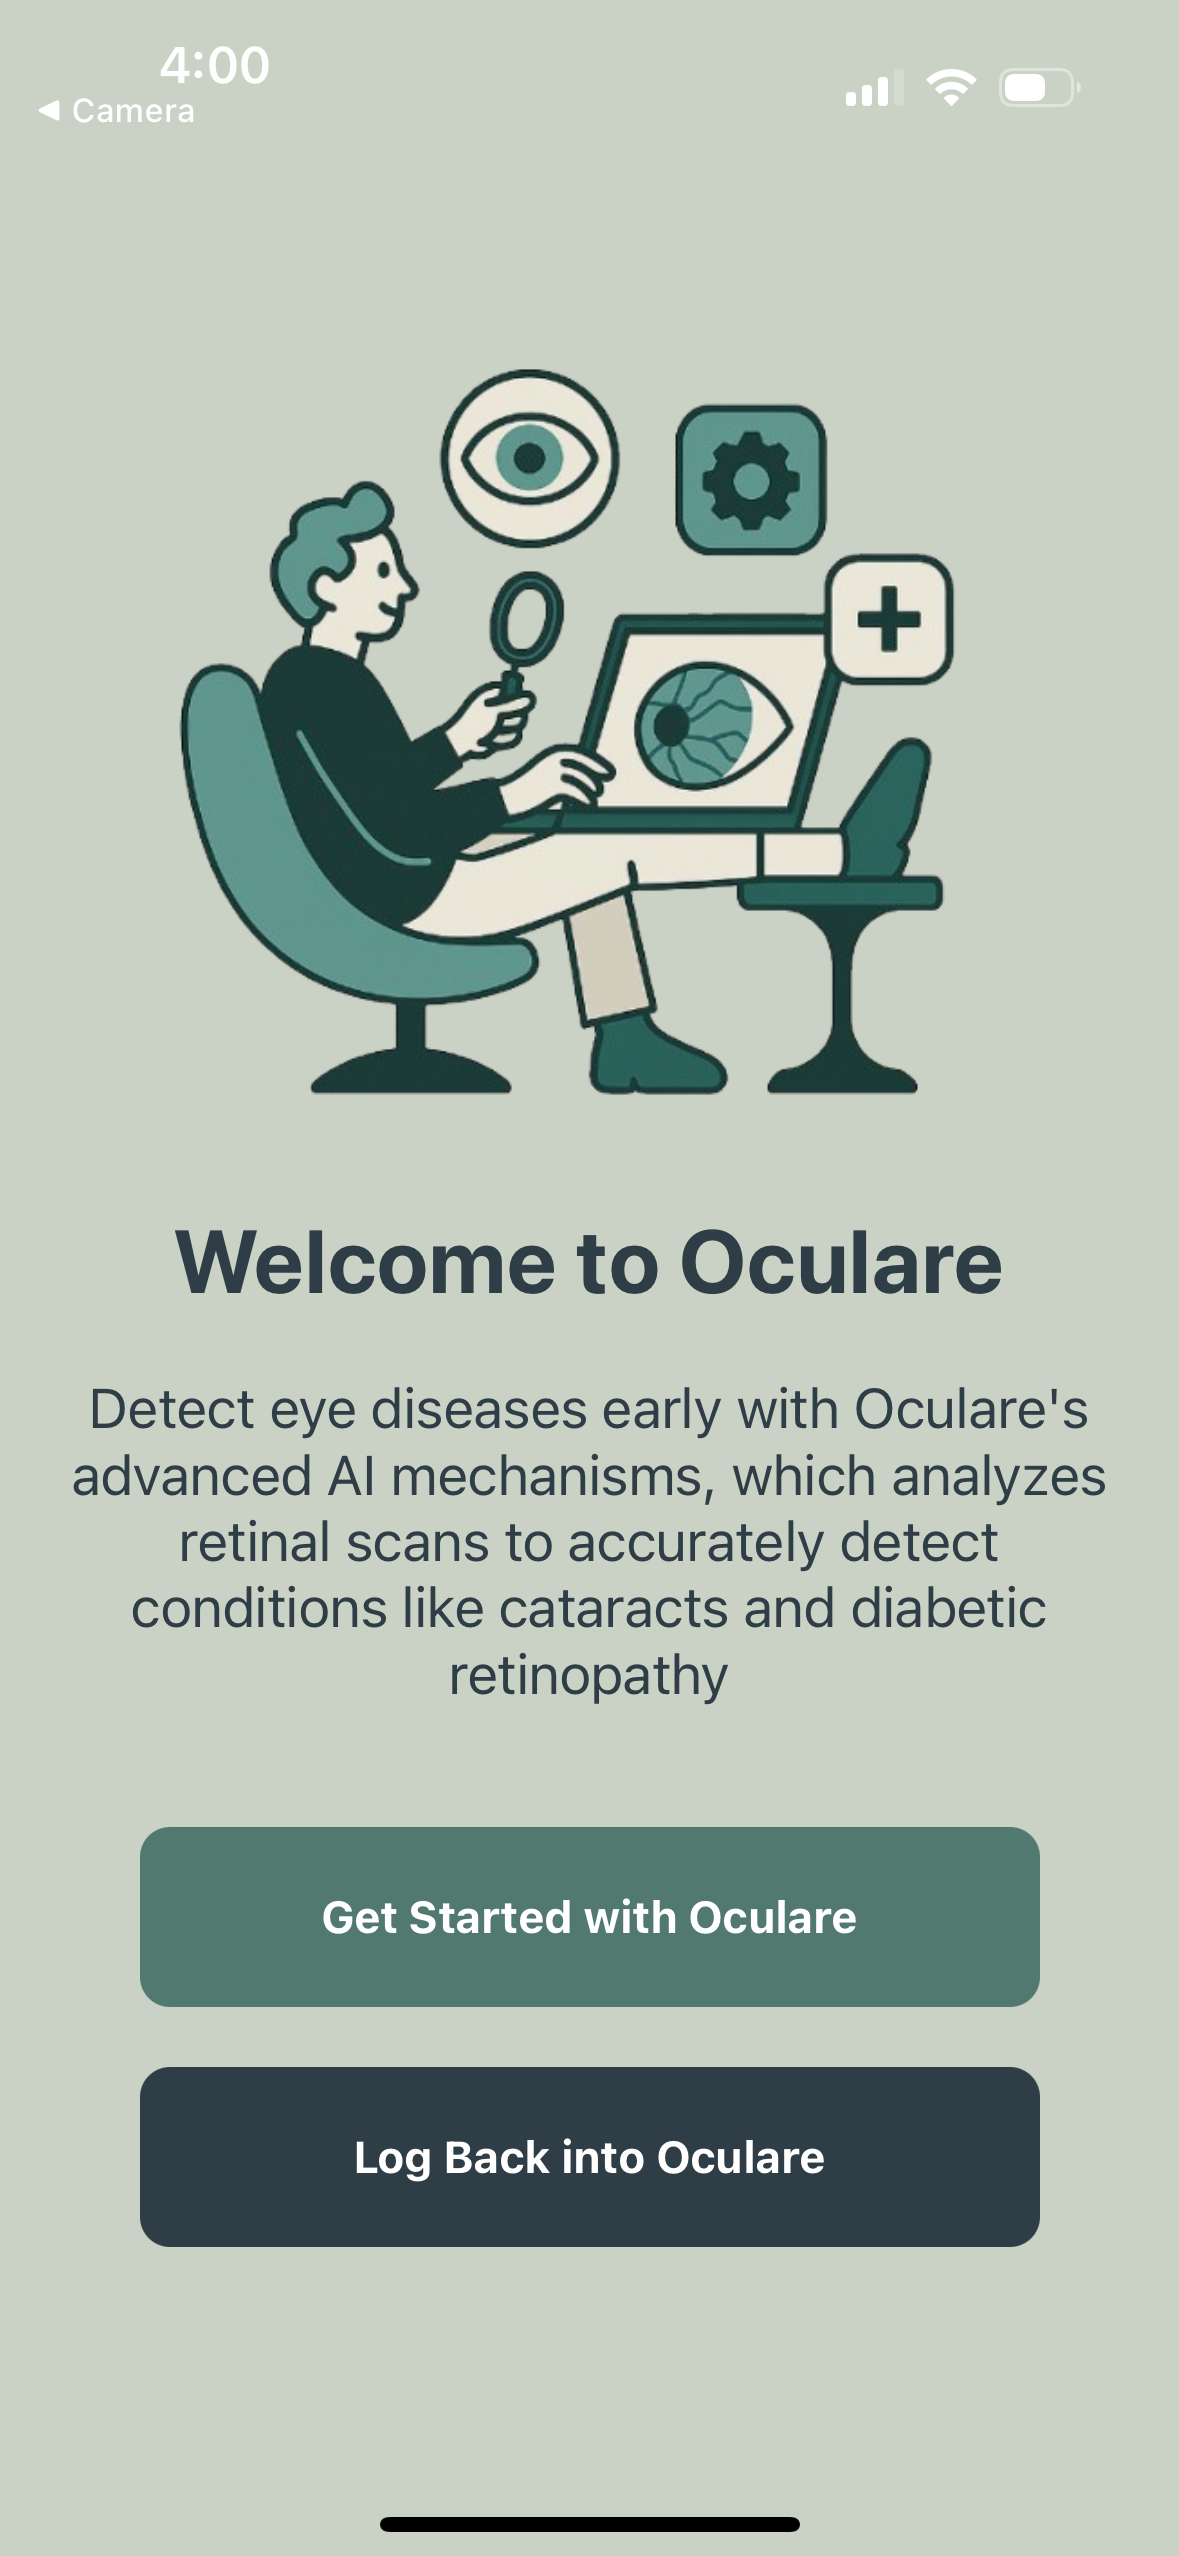 4:00
Camera
Welcome to Oculare
Detect eye diseases early with Oculare's
advanced AI mechanisms, which analyzes
retinal scans to accurately detect
conditions like cataracts and diabetic
retinopathy
Get Started with Oculare
Log Back into Oculare